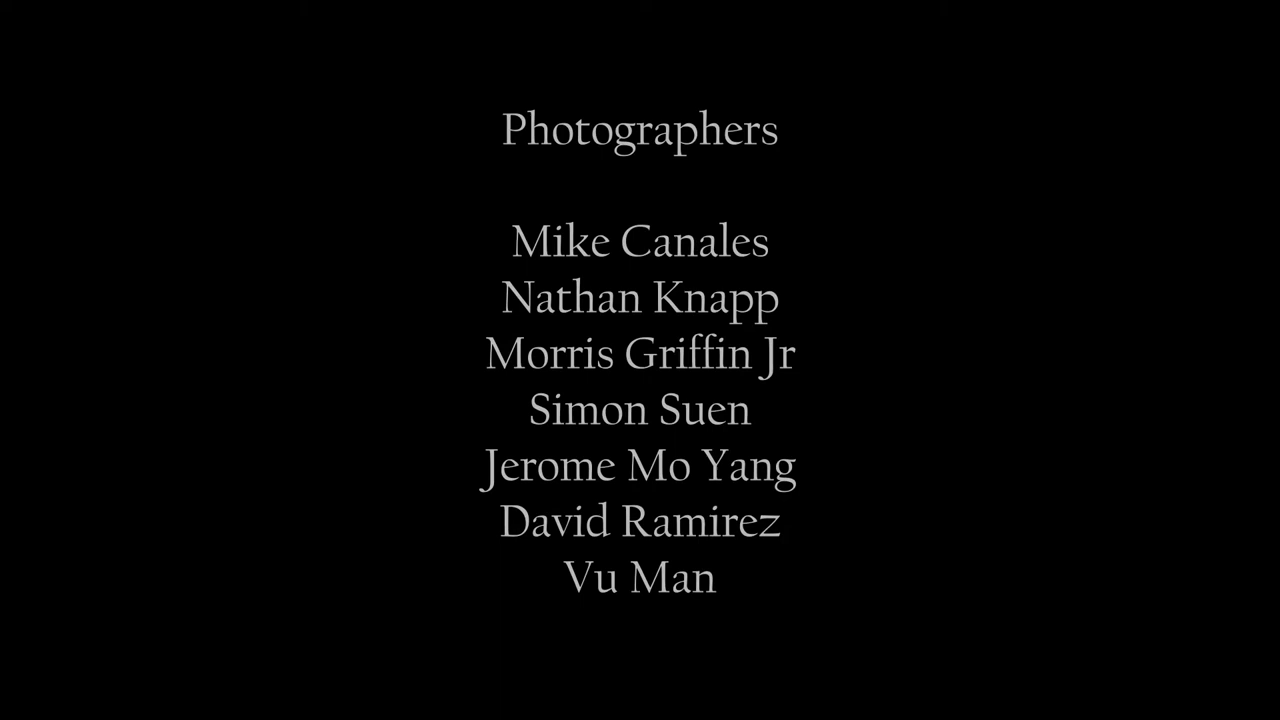 Photographers
Mike Canales
Nathan Knapp
Morris Griffin Jr
Simon Suen
Jerome Mo Yang
David Ramirez
Vu Man